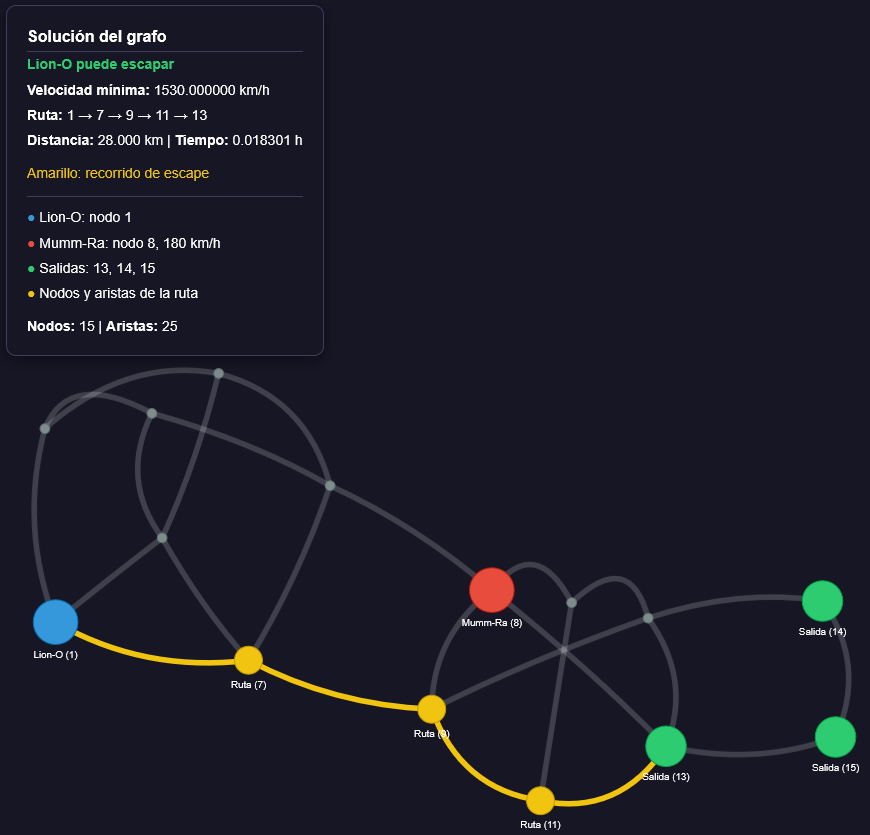 Solución del grafo
Lion-O puede escapar
Velocidad mínima: 1530.000000 km/h
Ruta: 1 → 7 → 9 → 11 → 13
Distancia: 28.000 km | Tiempo: 0.018301 h
Amarillo: recorrido de escape
● Lion-O: nodo 1
● Mumm-Ra: nodo 8, 180 km/h
● Salidas: 13, 14, 15
● Nodos y aristas de la ruta
Nodos: 15 | Aristas: 25
Mumm-Ra (8)
Salida (14)
Lion-O (1)
Ruta (7)
Ruta (9)
Salida (13)
Salida (15)
Ruta (11)